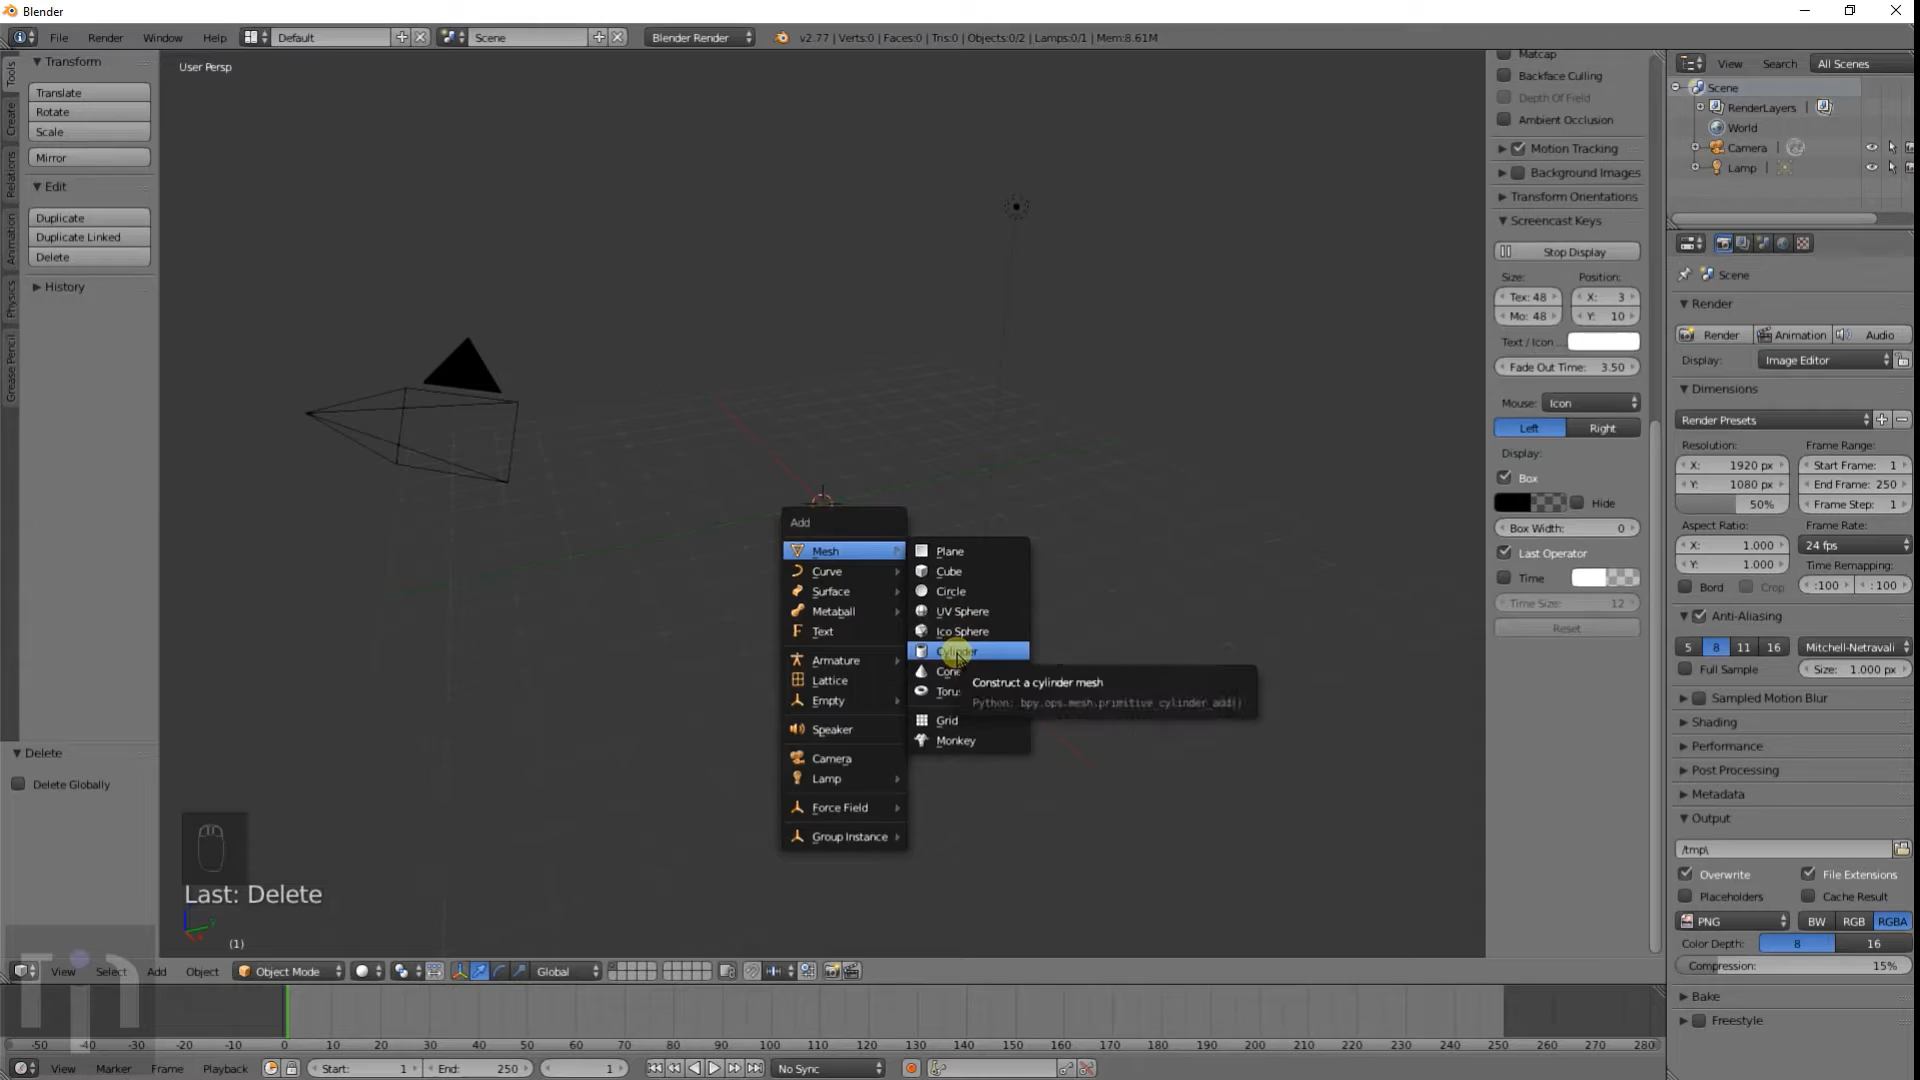 Blender
File Render Window Help Default Scene Blender Render v2.77 | Verts:0 | Faces:0 | Tris:0 | Objects:0/2 | Lamps:0/1 | Mem:8.61M
Tools
Create
Relations
Animation
Physics
Grease Pencil
Transform
Translate
Rotate
Scale
Mirror
Edit
Duplicate
Duplicate Linked
Delete
History
Delete
Delete Globally
User Persp
Add
Mesh
Curve
Surface
Metaball
Text
Armature
Lattice
Empty
Speaker
Camera
Lamp
Force Field
Group Instance
Plane
Cube
Circle
UV Sphere
Ico Sphere
Cylinder
Cone
Torus
Grid
Monkey
Construct a cylinder mesh
Python: bpy.ops.mesh.primitive_cylinder_add()
Last: Delete
(1)
Matcap
Backface Culling
Depth Of Field
Ambient Occlusion
Motion Tracking
Background Images
Transform Orientations
Screencast Keys
Stop Display
Size: Position:
Tex: 48 X: 3
Mo: 48 Y: 10
Text / Icon ...
Fade Out Time: 3.50
Mouse: Icon
Left Right
Display:
Box
Hide
Box Width: 0
Last Operator
Time
Time Size: 12
Reset
View Search All Scenes
Scene
RenderLayers
World
Camera
Lamp
Scene
Render
Render Animation Audio
Display: Image Editor
Dimensions
Render Presets
Resolution: Frame Range:
X: 1920 px Start Frame: 1
Y: 1080 px End Frame: 250
50% Frame Step: 1
Aspect Ratio: Frame Rate:
X: 1.000 24 fps
Y: 1.000 Time Remapping:
Bord Crop :100 : 100
Anti-Aliasing
5 8 11 16 Mitchell-Netravali
Full Sample Size: 1.000 px
Sampled Motion Blur
Shading
Performance
Post Processing
Metadata
Output
/tmp\
Overwrite File Extensions
Placeholders Cache Result
PNG BW RGB RGBA
Color Depth: 8 16
Compression: 15%
Bake
Freestyle
View Select Add Object Object Mode Global
-50 -40 -30 -20 -10 0 10 20 30 40 50 60 70 80 90 100 110 120 130 140 150 160 170 180 190 200 210 220 230 240 250 260 270 280
View Marker Frame Playback Start: 1 End: 250 1 No Sync